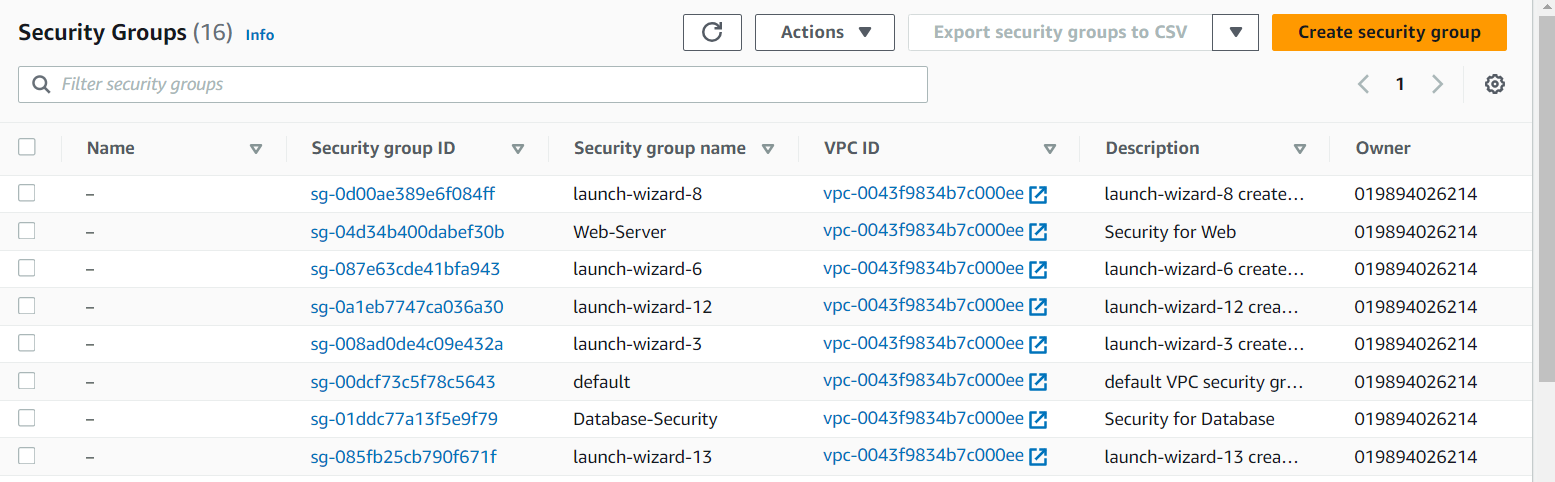 Security Groups (16) Info Actions Export security groups to CSV Create security group
Filter security groups 1
Name Security group ID Security group name VPC ID Description Owner
– sg-0d00ae389e6f084ff launch-wizard-8 vpc-0043f9834b7c000ee launch-wizard-8 create... 019894026214
– sg-04d34b400dabef30b Web-Server vpc-0043f9834b7c000ee Security for Web 019894026214
– sg-087e63cde41bfa943 launch-wizard-6 vpc-0043f9834b7c000ee launch-wizard-6 create... 019894026214
– sg-0a1eb7747ca036a30 launch-wizard-12 vpc-0043f9834b7c000ee launch-wizard-12 crea... 019894026214
– sg-008ad0de4c09e432a launch-wizard-3 vpc-0043f9834b7c000ee launch-wizard-3 create... 019894026214
– sg-00dcf73c5f78c5643 default vpc-0043f9834b7c000ee default VPC security gr... 019894026214
– sg-01ddc77a13f5e9f79 Database-Security vpc-0043f9834b7c000ee Security for Database 019894026214
– sg-085fb25cb790f671f launch-wizard-13 vpc-0043f9834b7c000ee launch-wizard-13 crea... 019894026214